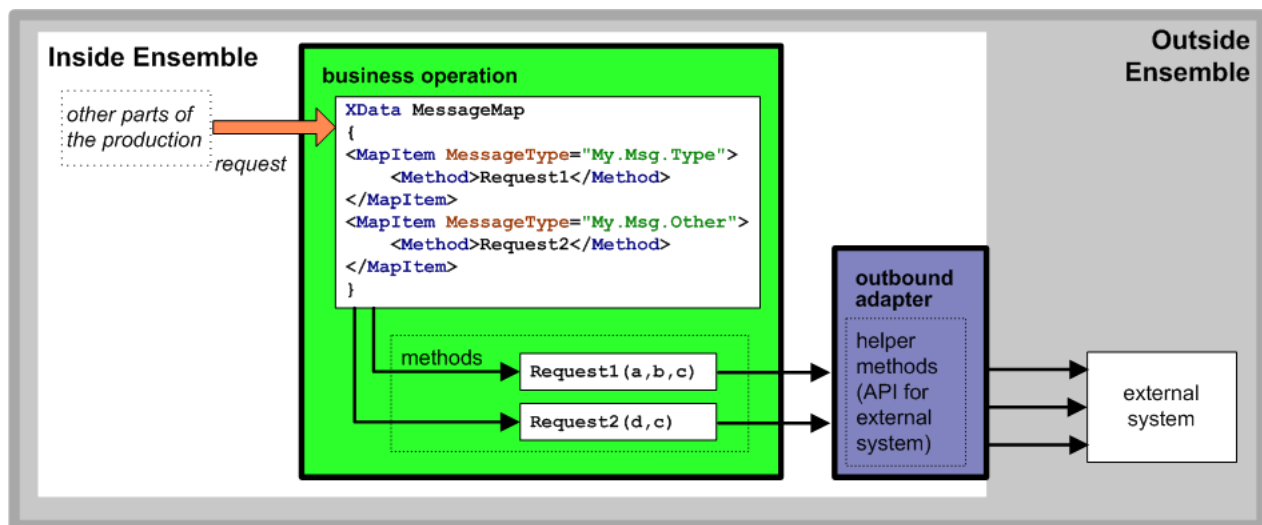 Inside Ensemble
Outside
Ensemble
other parts of
the production
request
business operation
XData MessageMap
{
<MapItem MessageType="My.Msg.Type">
    <Method>Request1</Method>
</MapItem>
<MapItem MessageType="My.Msg.Other">
    <Method>Request2</Method>
</MapItem>
}
methods
Request1(a,b,c)
Request2(d,c)
outbound
adapter
helper
methods
(API for
external
system)
external
system